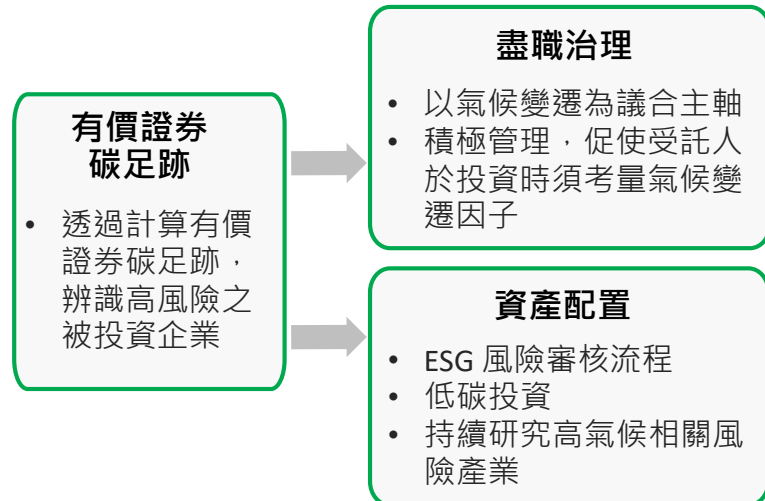 有價證券
碳足跡
• 透過計算有價
證券碳足跡，
辨識高風險之
被投資企業
盡職治理
• 以氣候變遷為議合主軸
• 積極管理，促使受託人
於投資時須考量氣候變
遷因子
資產配置
• ESG 風險審核流程
• 低碳投資
• 持續研究高氣候相關風
險產業